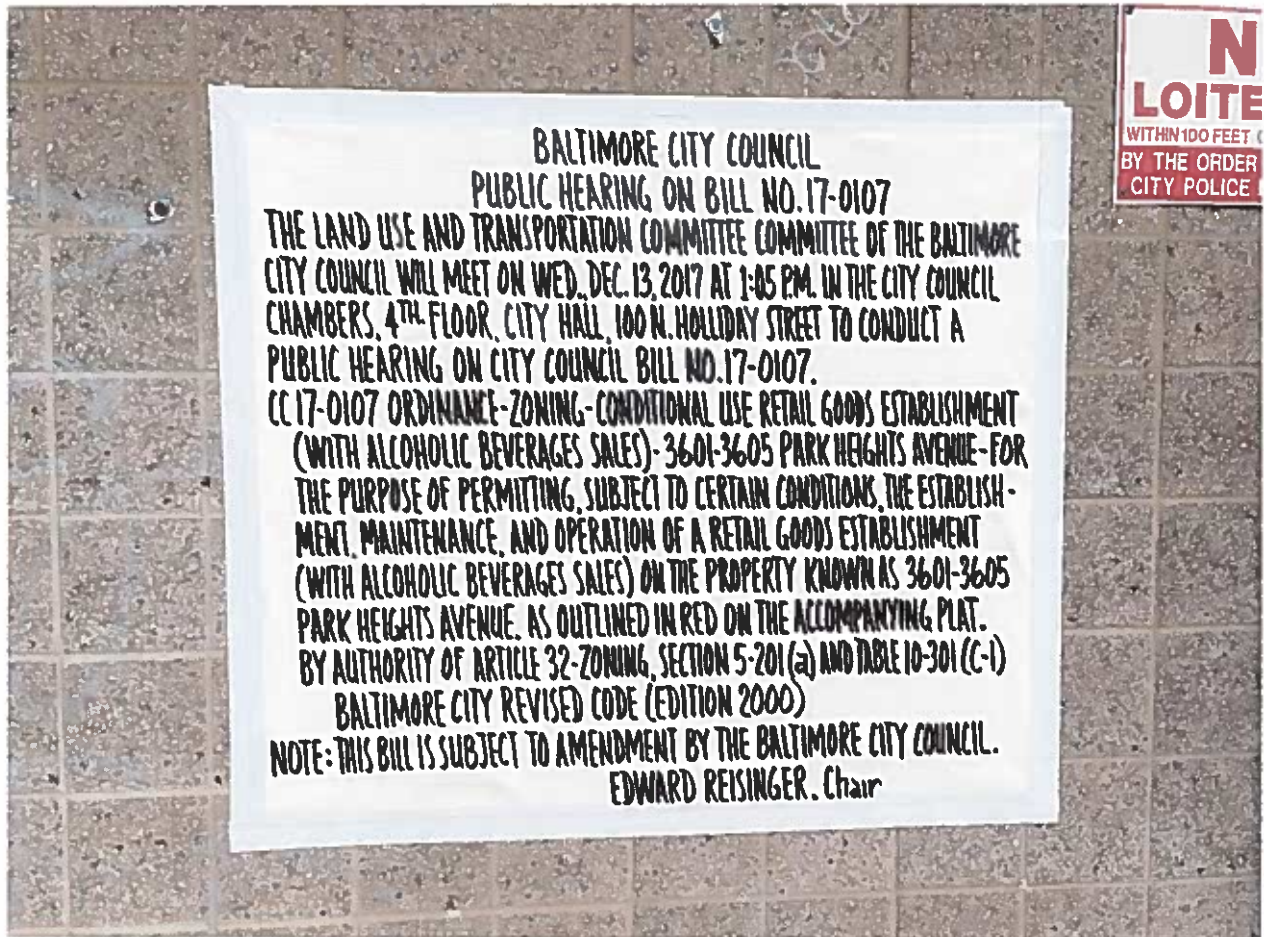 BALTIMORE CITY COUNCIL
PUBLIC HEARING ON BILL NO. 17-0107
THE LAND USE AND TRANSPORTATION COMMITTEE COMMITTEE OF THE BALTIMORE
CITY COUNCIL WILL MEET ON WED., DEC. 13, 2017 AT 1:05 P.M. IN THE CITY COUNCIL
CHAMBERS, 4TH FLOOR, CITY HALL, 100 N. HOLLIDAY STREET TO CONDUCT A
PUBLIC HEARING ON CITY COUNCIL BILL NO. 17-0107.
CC 17-0107 ORDINANCE-ZONING-CONDITIONAL USE RETAIL GOODS ESTABLISHMENT
(WITH ALCOHOLIC BEVERAGES SALES)-3601-3605 PARK HEIGHTS AVENUE-FOR
THE PURPOSE OF PERMITTING, SUBJECT TO CERTAIN CONDITIONS, THE ESTABLISH-
MENT, MAINTENANCE, AND OPERATION OF A RETAIL GOODS ESTABLISHMENT
(WITH ALCOHOLIC BEVERAGES SALES) ON THE PROPERTY KNOWN AS 3601-3605
PARK HEIGHTS AVENUE, AS OUTLINED IN RED ON THE ACCOMPANYING PLAT.
BY AUTHORITY OF ARTICLE 32-ZONING, SECTION 5-201 (a) AND TABLE 10-301 (C-1)
BALTIMORE CITY REVISED CODE (EDITION 2000)
NOTE: THIS BILL IS SUBJECT TO AMENDMENT BY THE BALTIMORE CITY COUNCIL.
EDWARD REISINGER, Chair
N
LOITE
WITHIN 100 FEET
BY THE ORDER
CITY POLICE